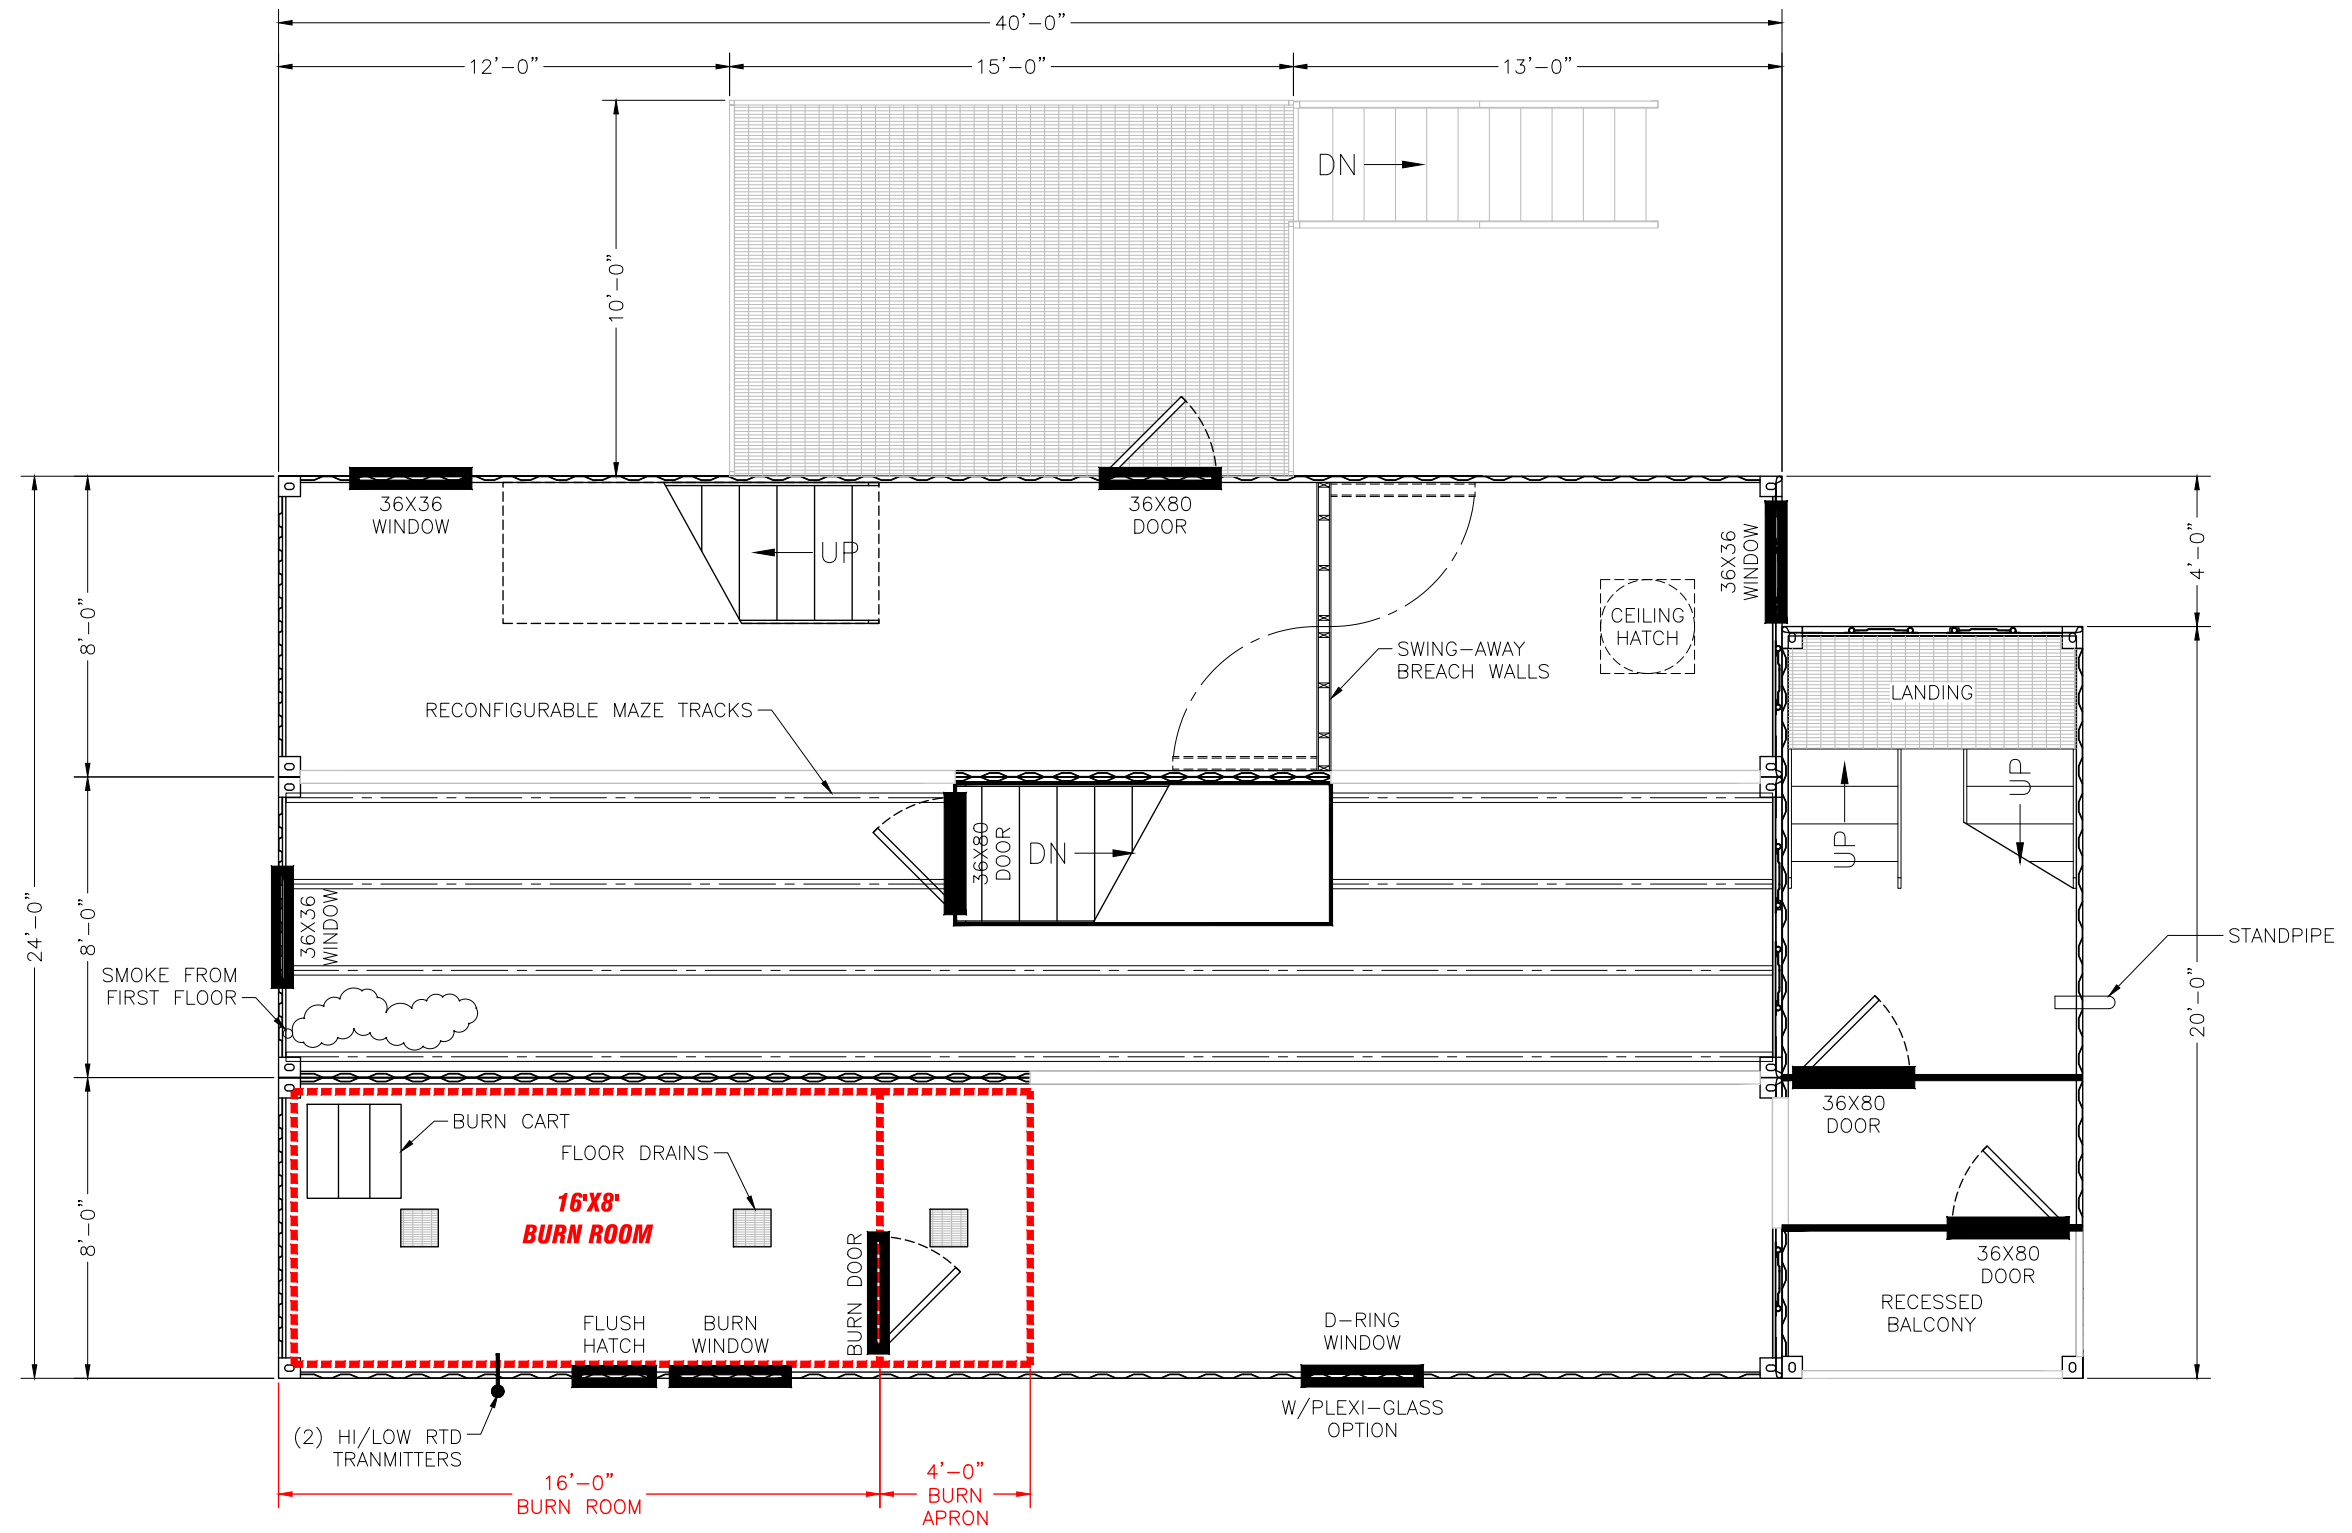 40'-0"
12'-0"
15'-0"
13'-0"
DN
10'-0"
36X36
WINDOW
36X80
DOOR
UP
36X36
WINDOW
4'-0"
8'-0"
CEILING
HATCH
SWING-AWAY
BREACH WALLS
LANDING
RECONFIGURABLE MAZE TRACKS
UP
UP
36X80
DOOR
DN
24'-0"
8'-0"
36X36
WINDOW
STANDPIPE
SMOKE FROM
FIRST FLOOR
20'-0"
36X80
DOOR
BURN CART
FLOOR DRAINS
16'X8'
BURN ROOM
8'-0"
BURN DOOR
36X80
DOOR
RECESSED
BALCONY
FLUSH
HATCH
BURN
WINDOW
D-RING
WINDOW
W/PLEXI-GLASS
OPTION
(2) HI/LOW RTD
TRANMITTERS
16'-0"
BURN ROOM
4'-0"
BURN
APRON